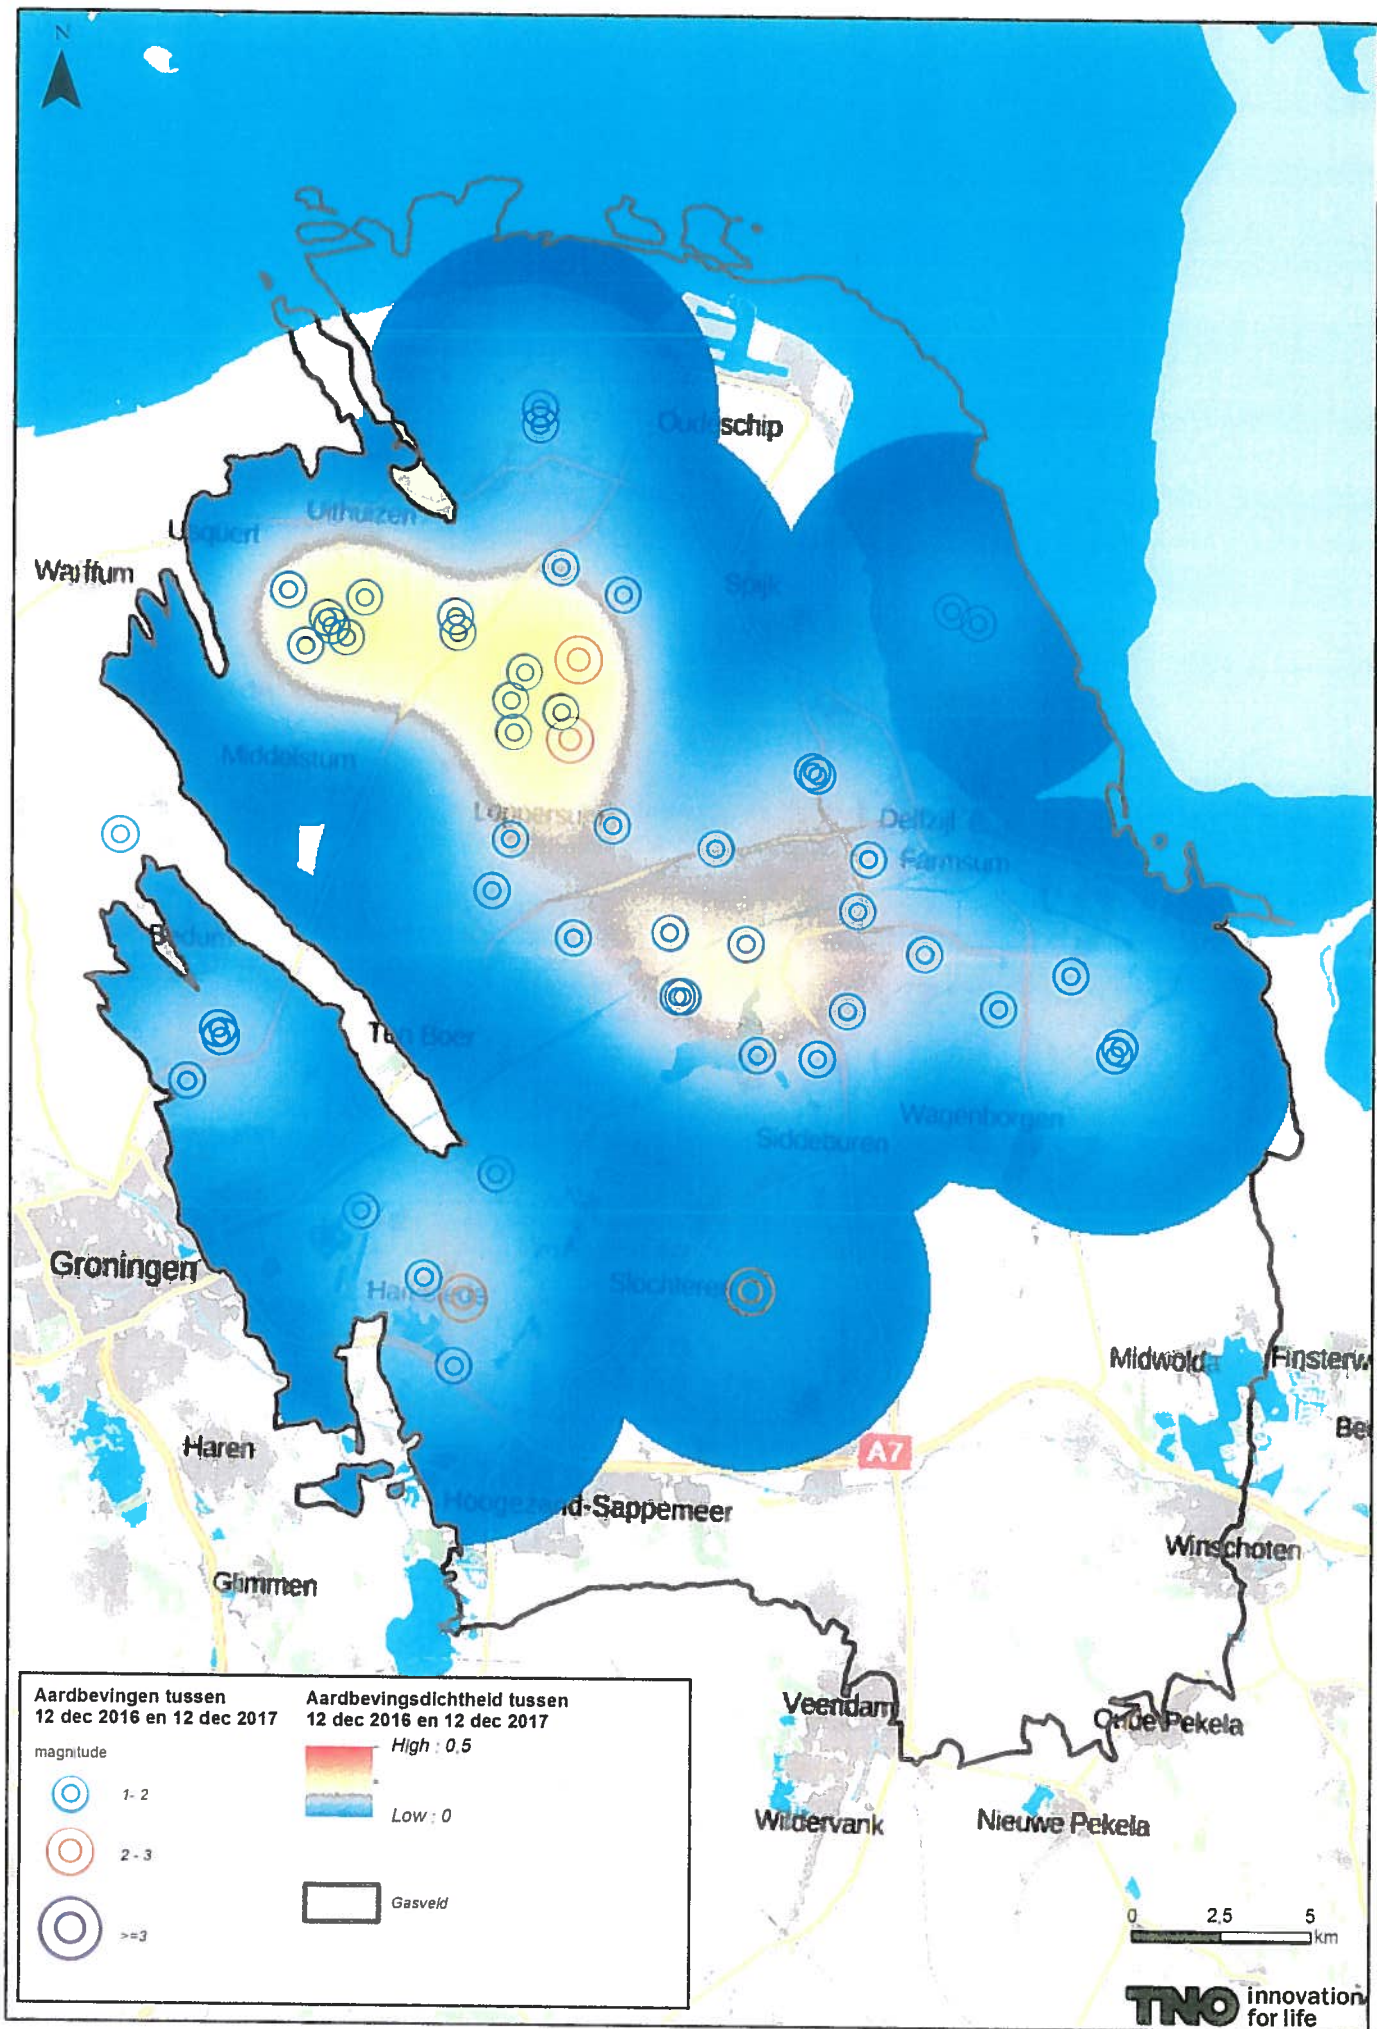 N
Oudeschip
Uithuizen
Usquert
Warffum
Spijk
Middelstum
Loppersum
Delfzijl
Farmsum
Bedum
Ten Boer
Wagenborgen
Siddeburen
Groningen
Harkstede
Slochteren
Midwolda
Finsterw
Bee
Haren
A7
Hoogezand-Sappemeer
Winschoten
Glimmen
Veendam
Oude Pekela
Wildervank
Nieuwe Pekela
Aardbevingen tussen
12 dec 2016 en 12 dec 2017
magnitude
1- 2
2 - 3
>=3
Aardbevingsdichtheid tussen
12 dec 2016 en 12 dec 2017
High : 0.5
Low : 0
Gasveld
0 2,5 5
km
TNO innovation
for life